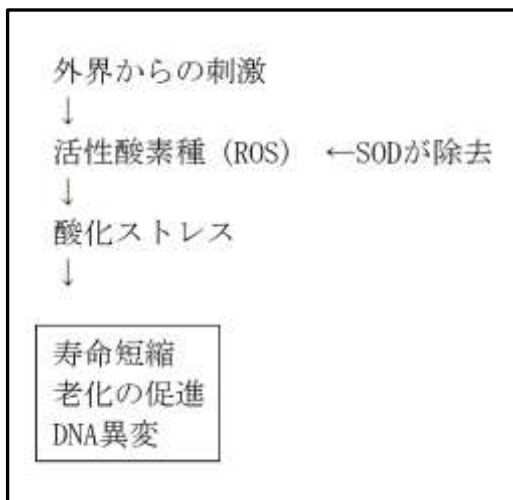 外界からの刺激
↓
活性酸素種 (ROS) ←SODが除去
↓
酸化ストレス
↓
寿命短縮
老化の促進
DNA異変